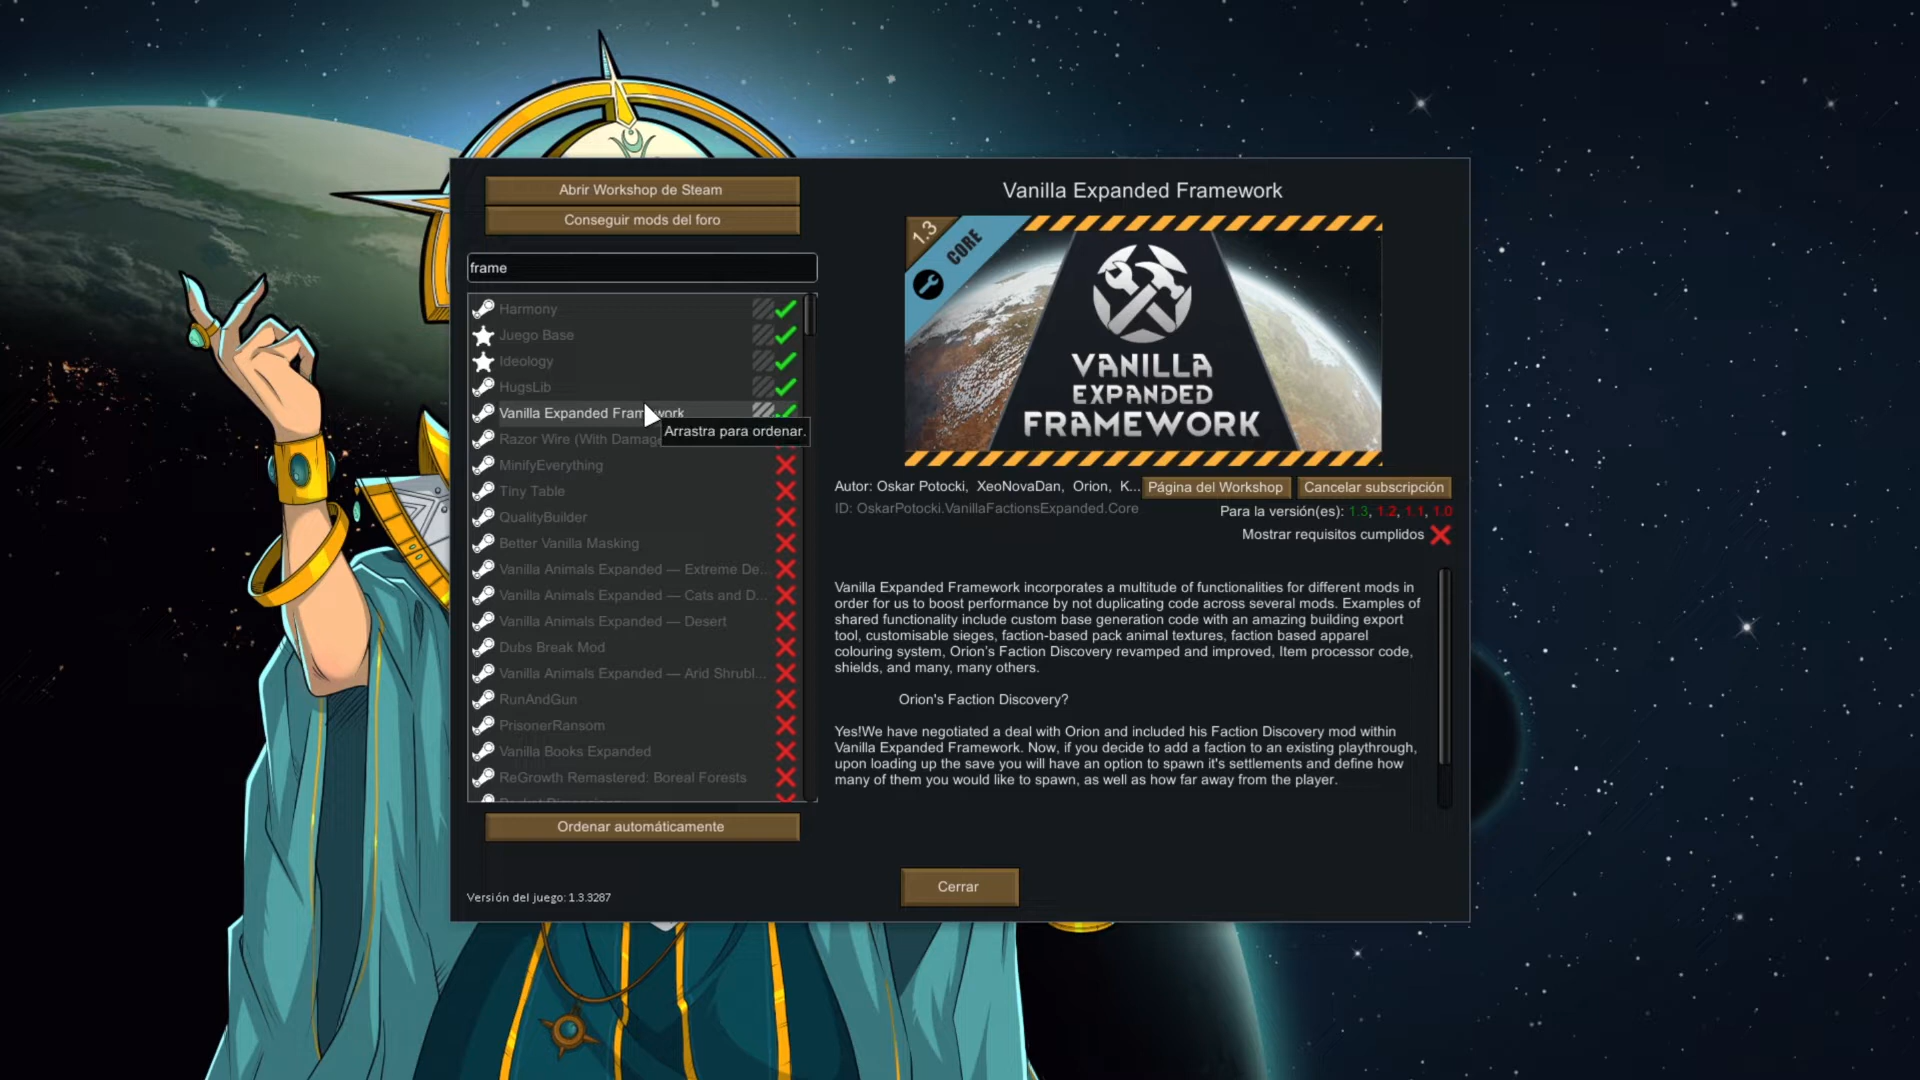 Abrir Workshop de Steam
Conseguir mods del foro
frame
Harmony
Juego Base
Ideology
HugsLib
Vanilla Expanded Framework
Arrastra para ordenar.
Razor Wire (With Damage
MinifyEverything
Tiny Table
QualityBuilder
Better Vanilla Masking
Vanilla Animals Expanded — Extreme De...
Vanilla Animals Expanded — Cats and D...
Vanilla Animals Expanded — Desert
Dubs Break Mod
Vanilla Animals Expanded — Arid Shrubl...
RunAndGun
PrisonerRansom
Vanilla Books Expanded
ReGrowth Remastered: Boreal Forests
Ordenar automáticamente
Versión del juego: 1.3.3287
Vanilla Expanded Framework
1.3
CORE
VANILLA
EXPANDED
FRAMEWORK
Autor: Oskar Potocki, XeoNovaDan, Orion, K...
Página del Workshop
Cancelar subscripción
ID: OskarPotocki.VanillaFactionsExpanded.Core
Para la versión(es): 1.3, 1.2, 1.1, 1.0
Mostrar requisitos cumplidos
Vanilla Expanded Framework incorporates a multitude of functionalities for different mods in
order for us to boost performance by not duplicating code across several mods. Examples of
shared functionality include custom base generation code with an amazing building export
tool, customisable sieges, faction-based pack animal textures, faction based apparel
colouring system, Orion's Faction Discovery revamped and improved, Item processor code,
shields, and many, many others.
Orion's Faction Discovery?
Yes!We have negotiated a deal with Orion and included his Faction Discovery mod within
Vanilla Expanded Framework. Now, if you decide to add a faction to an existing playthrough,
upon loading up the save you will have an option to spawn it's settlements and define how
many of them you would like to spawn, as well as how far away from the player.
Cerrar